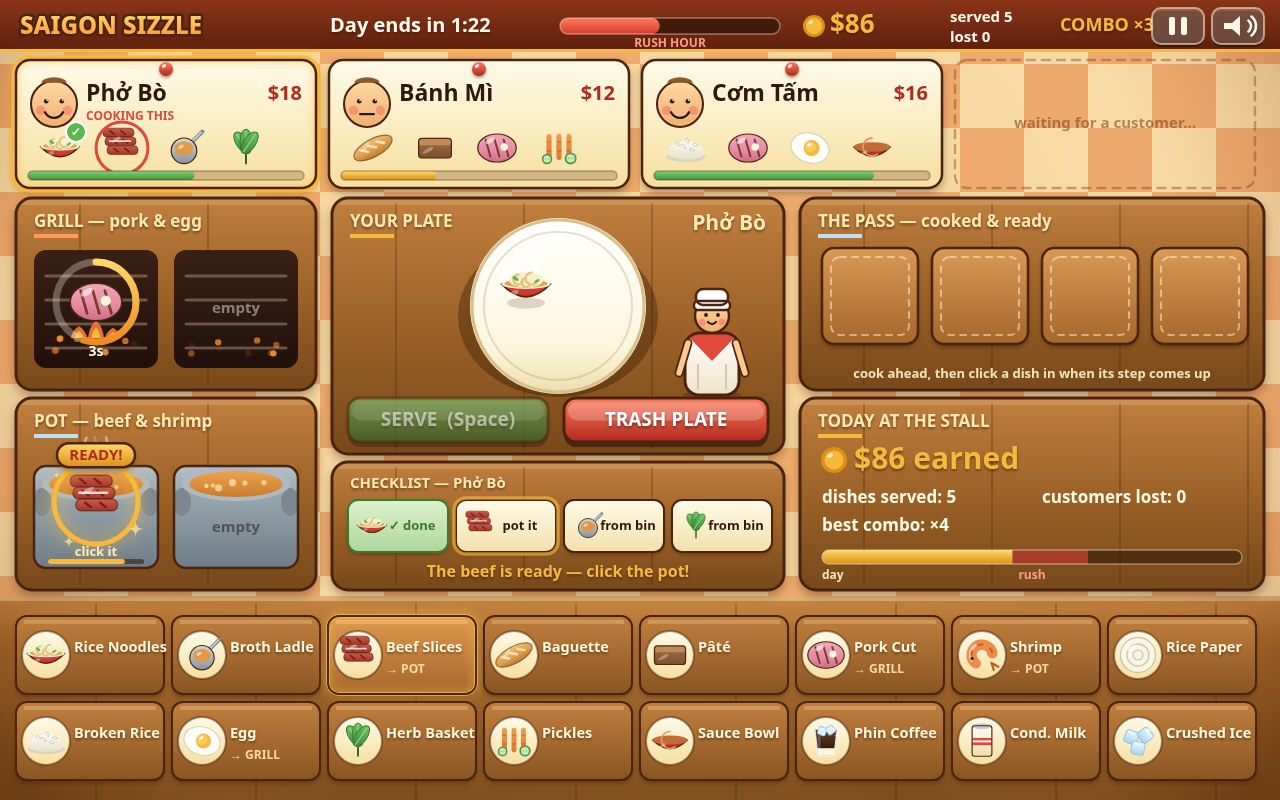 SAIGON SIZZLE
Day ends in 1:22
RUSH HOUR
$86
served 5
lost 0
COMBO ×3
Phở Bò
$18
COOKING THIS
Bánh Mì
$12
Cơm Tấm
$16
waiting for a customer...
GRILL — pork & egg
3s
empty
POT — beef & shrimp
READY!
click it
empty
YOUR PLATE
Phở Bò
SERVE (Space)
TRASH PLATE
CHECKLIST — Phở Bò
✓ done
pot it
from bin
from bin
The beef is ready — click the pot!
THE PASS — cooked & ready
cook ahead, then click a dish in when its step comes up
TODAY AT THE STALL
$86 earned
dishes served: 5
customers lost: 0
best combo: ×4
day
rush
Rice Noodles
Broth Ladle
Beef Slices
→ POT
Baguette
Pâté
Pork Cut
→ GRILL
Shrimp
→ POT
Rice Paper
Broken Rice
Egg
→ GRILL
Herb Basket
Pickles
Sauce Bowl
Phin Coffee
Cond. Milk
Crushed Ice